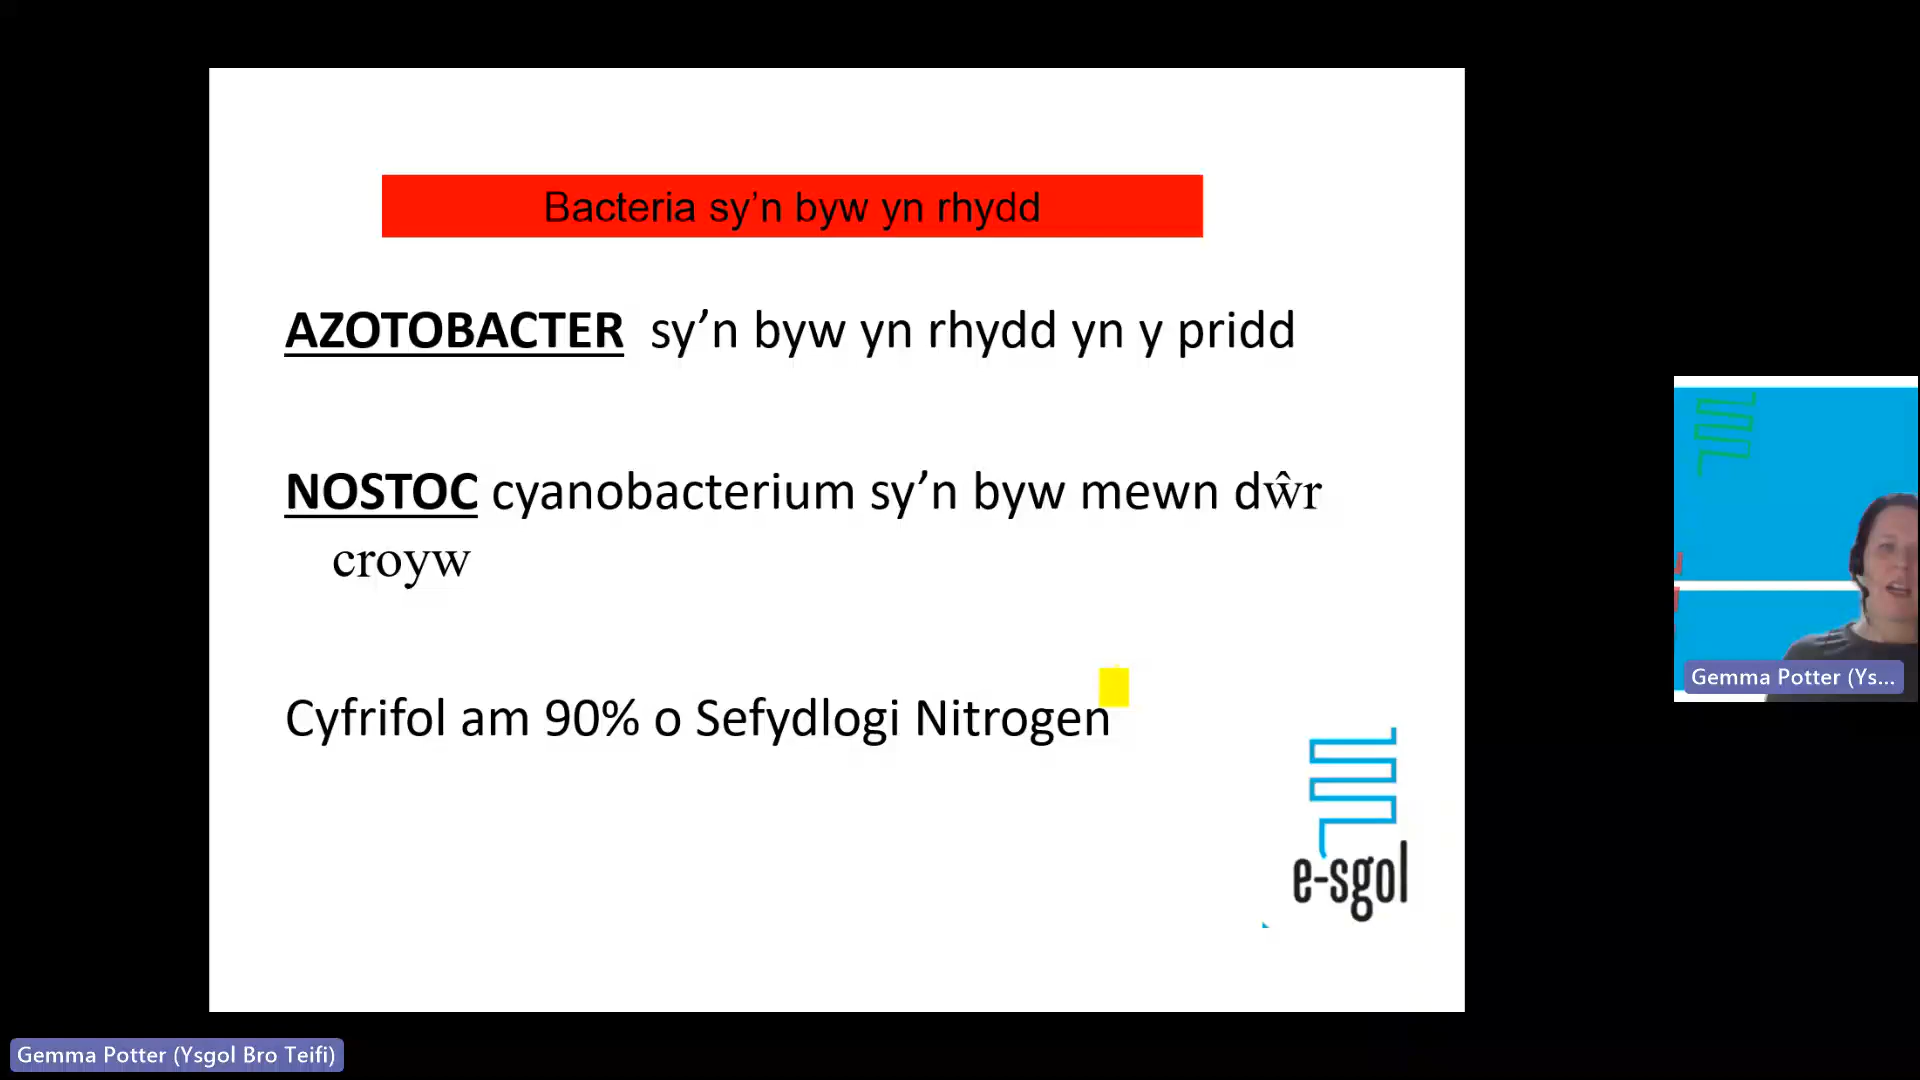 Bacteria sy’n byw yn rhydd
AZOTOBACTER sy’n byw yn rhydd yn y pridd
NOSTOC cyanobacterium sy’n byw mewn dŵr
croyw
Cyfrifol am 90% o Sefydlogi Nitrogen
e-sgol
Gemma Potter (Ys...
Gemma Potter (Ysgol Bro Teifi)